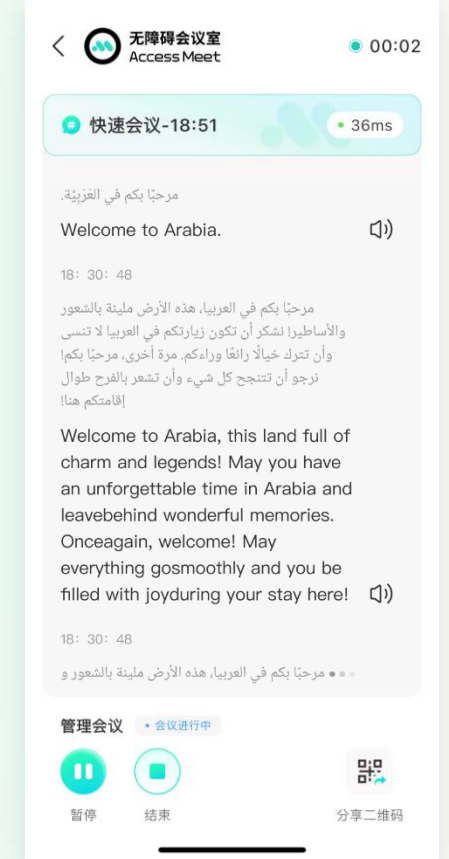 无障碍会议室
Access Meet
00:02
快速会议-18:51
36ms
مرحبًا بكم في العَرَبِيَّة.
Welcome to Arabia.
18: 30: 48
مرحبًا بكم في العربيا، هذه الأرض مليئة بالشعور
والأساطير! نشكر أن تكون زيارتكم في العربيا لا تنسى
وأن تترك خيالًا رائعًا وراءكم. مرة أخرى، مرحبًا بكم!
نرجو أن تتنجح كل شيء وأن تشعر بالفرح طوال
إقامتكم هنا!
Welcome to Arabia, this land full of
charm and legends! May you have
an unforgettable time in Arabia and
leavebehind wonderful memories.
Onceagain, welcome! May
everything gosmoothly and you be
filled with joyduring your stay here!
18: 30: 48
مرحبًا بكم في العربيا، هذه الأرض مليئة بالشعور و
管理会议
会议进行中
暂停
结束
分享二维码